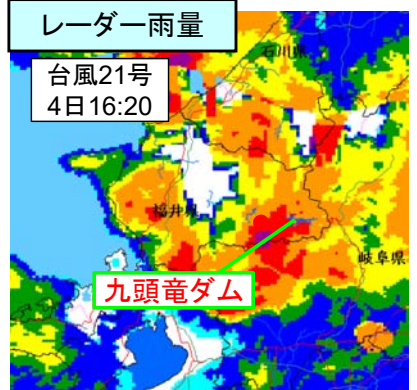 レーダー雨量
台風21号
4日16:20
石川県
福井県
岐阜県
九頭竜ダム